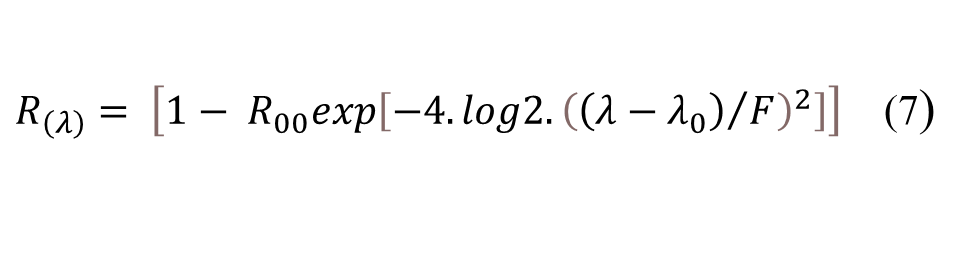 R(λ) = [1 − R₀₀exp[−4.log2.((λ − λ₀)/F)²]] (7)